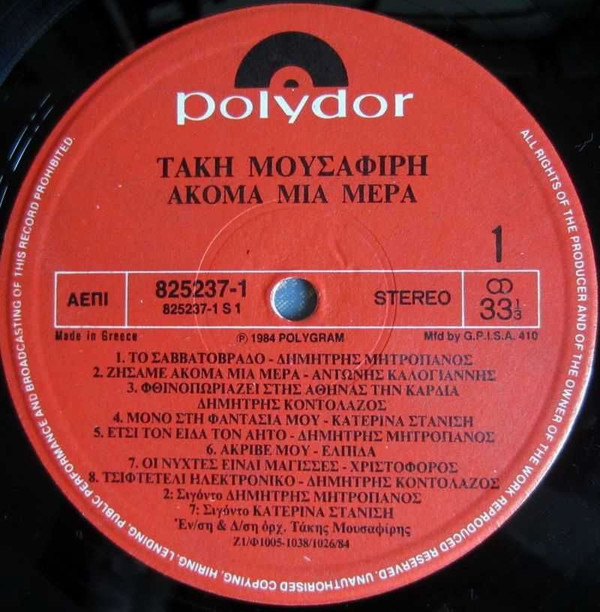 polydor
ΤΑΚΗ ΜΟΥΣΑΦΙΡΗ
ΑΚΟΜΑ ΜΙΑ ΜΕΡΑ
1
ΑΕΠΙ
825237-1
825237-1 S 1
STEREO
33 1/3
Made in Greece
℗ 1984 POLYGRAM
Mfd by G.P.I.S.A. 410
1. ΤΟ ΣΑΒΒΑΤΟΒΡΑΔΟ - ΔΗΜΗΤΡΗΣ ΜΗΤΡΟΠΑΝΟΣ
2. ΖΗΣΑΜΕ ΑΚΟΜΑ ΜΙΑ ΜΕΡΑ - ΑΝΤΩΝΗΣ ΚΑΛΟΓΙΑΝΝΗΣ
3. ΦΘΙΝΟΠΩΡΙΑΖΕΙ ΣΤΗΣ ΑΘΗΝΑΣ ΤΗΝ ΚΑΡΔΙΑ
ΔΗΜΗΤΡΗΣ ΚΟΝΤΟΛΑΖΟΣ
4. ΜΟΝΟ ΣΤΗ ΦΑΝΤΑΣΙΑ ΜΟΥ - ΚΑΤΕΡΙΝΑ ΣΤΑΝΙΣΗ
5. ΕΤΣΙ ΤΟΝ ΕΙΔΑ ΤΟΝ ΑΗΤΟ - ΔΗΜΗΤΡΗΣ ΜΗΤΡΟΠΑΝΟΣ
6. ΑΚΡΙΒΕ ΜΟΥ - ΕΛΠΙΔΑ
7. ΟΙ ΝΥΧΤΕΣ ΕΙΝΑΙ ΜΑΓΙΣΣΕΣ - ΧΡΙΣΤΟΦΟΡΟΣ
8. ΤΣΙΦΤΕΤΕΛΙ ΗΛΕΚΤΡΟΝΙΚΟ - ΔΗΜΗΤΡΗΣ ΚΟΝΤΟΛΑΖΟΣ
2: Σιγόντο ΔΗΜΗΤΡΗΣ ΜΗΤΡΟΠΑΝΟΣ
7: Σιγόντο ΚΑΤΕΡΙΝΑ ΣΤΑΝΙΣΗ
Ἐν/ση & Δ/ση ὀρχ. Τάκης Μουσαφίρης
Ζ1/Φ1005-1038/1026/84
ALL RIGHTS OF THE PRODUCER AND OF THE OWNER OF THE WORK REPRODUCED RESERVED. UNAUTHORISED COPYING, HIRING, LENDING, PUBLIC PERFORMANCE AND BROADCASTING OF THIS RECORD PROHIBITED.